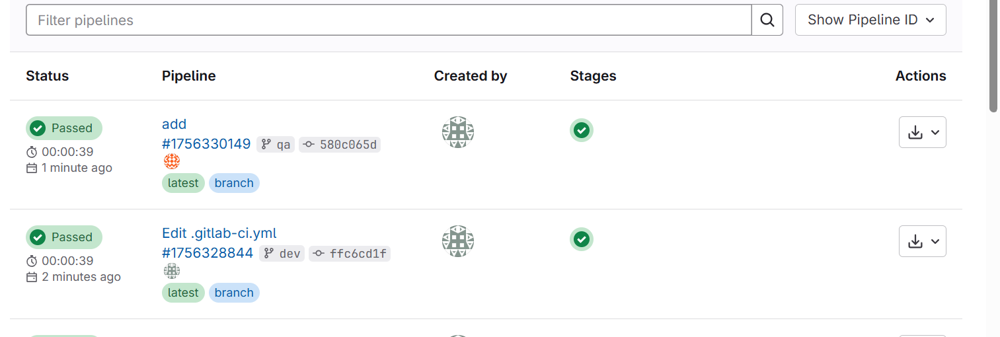 Filter pipelines
Show Pipeline ID
Status Pipeline Created by Stages Actions
Passed
00:00:39
1 minute ago
add
#1756330149 qa 580c065d
latest branch
Passed
00:00:39
2 minutes ago
Edit .gitlab-ci.yml
#1756328844 dev ffc6cd1f
latest branch